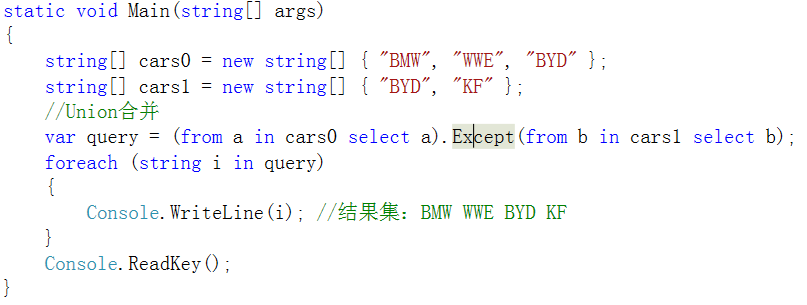 static void Main(string[] args)
{
string[] cars0 = new string[] { "BMW", "WWE", "BYD" };
string[] cars1 = new string[] { "BYD", "KF" };
//Union合并
var query = (from a in cars0 select a).Except(from b in cars1 select b);
foreach (string i in query)
{
Console.WriteLine(i); //结果集：BMW WWE BYD KF
}
Console.ReadKey();
}